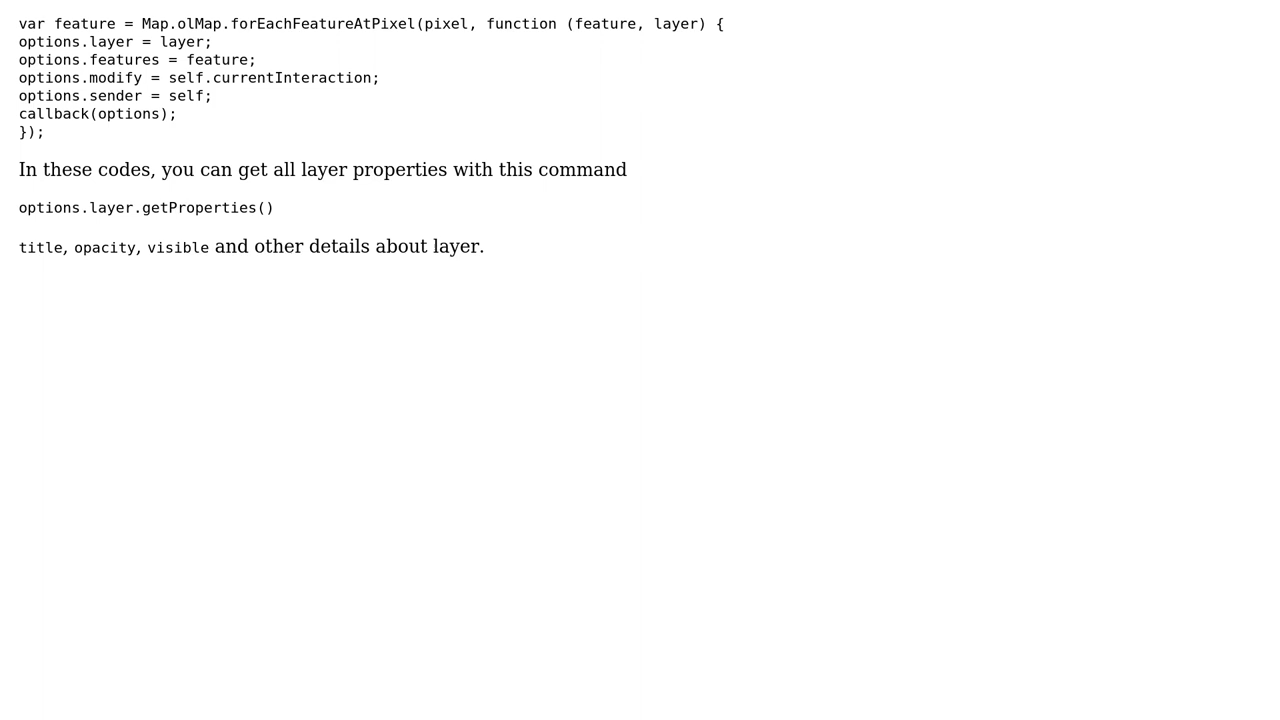 var feature = Map.olMap.forEachFeatureAtPixel(pixel, function (feature, layer) {
options.layer = layer;
options.features = feature;
options.modify = self.currentInteraction;
options.sender = self;
callback(options);
});
In these codes, you can get all layer properties with this command
options.layer.getProperties()
title, opacity, visible and other details about layer.